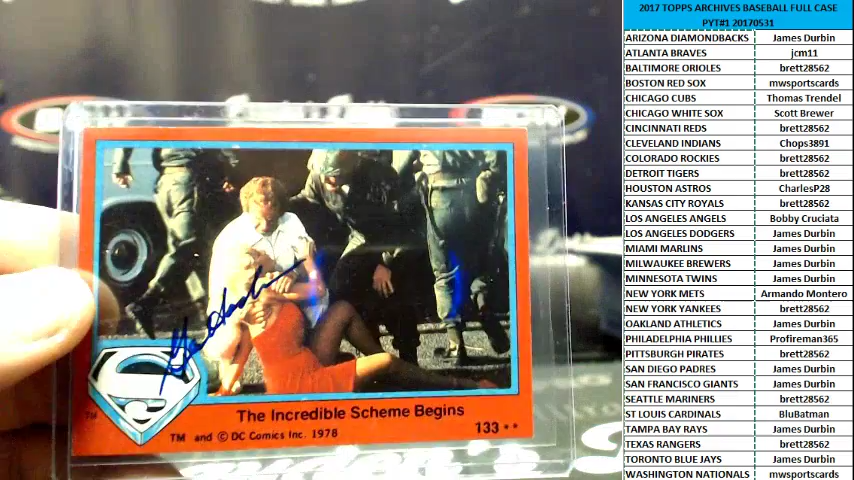 The Incredible Scheme Begins
TM and © DC Comics Inc. 1978
133 **
TM
2017 TOPPS ARCHIVES BASEBALL FULL CASE
PYT#1 20170531
ARIZONA DIAMONDBACKS James Durbin
ATLANTA BRAVES jcm11
BALTIMORE ORIOLES brett28562
BOSTON RED SOX mwsportscards
CHICAGO CUBS Thomas Trendel
CHICAGO WHITE SOX Scott Brewer
CINCINNATI REDS brett28562
CLEVELAND INDIANS Chops3891
COLORADO ROCKIES brett28562
DETROIT TIGERS brett28562
HOUSTON ASTROS CharlesP28
KANSAS CITY ROYALS brett28562
LOS ANGELES ANGELS Bobby Cruciata
LOS ANGELES DODGERS James Durbin
MIAMI MARLINS James Durbin
MILWAUKEE BREWERS James Durbin
MINNESOTA TWINS James Durbin
NEW YORK METS Armando Montero
NEW YORK YANKEES brett28562
OAKLAND ATHLETICS James Durbin
PHILADELPHIA PHILLIES Profireman365
PITTSBURGH PIRATES brett28562
SAN DIEGO PADRES James Durbin
SAN FRANCISCO GIANTS James Durbin
SEATTLE MARINERS brett28562
ST LOUIS CARDINALS BluBatman
TAMPA BAY RAYS James Durbin
TEXAS RANGERS brett28562
TORONTO BLUE JAYS James Durbin
WASHINGTON NATIONALS mwsportscards